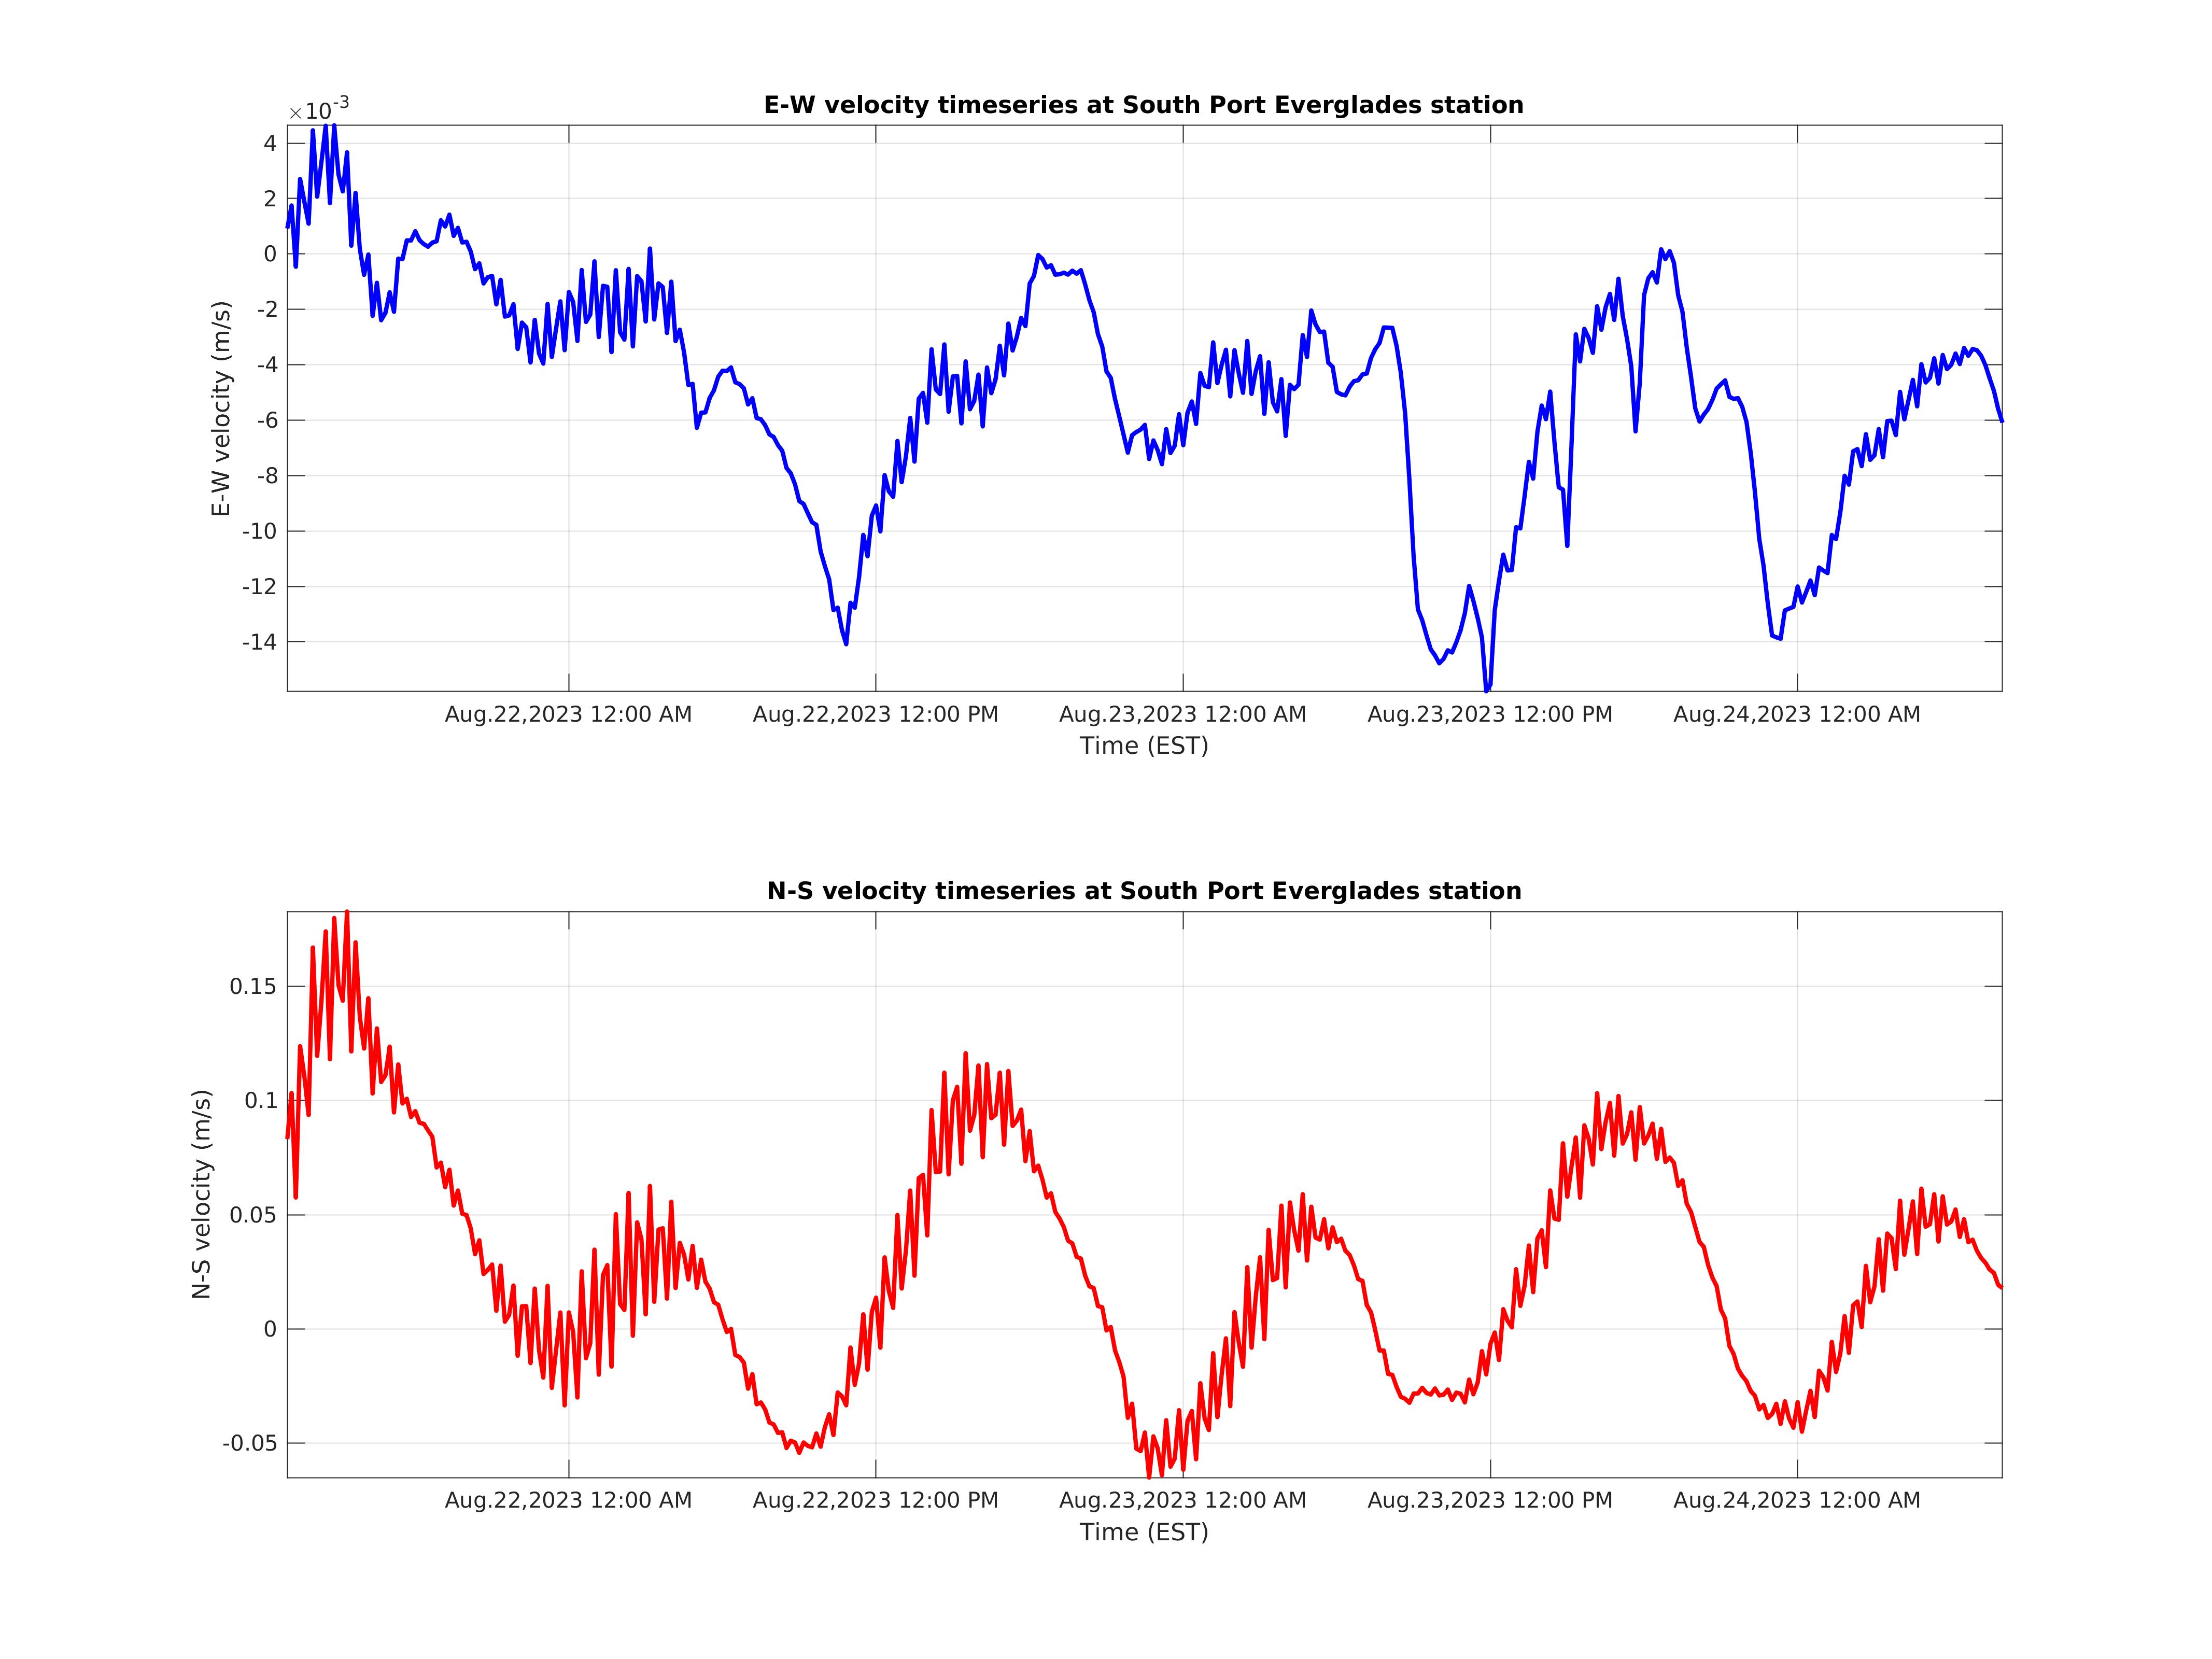 ×10-3
E-W velocity timeseries at South Port Everglades station
4
2
0
-2
-4
-6
-8
-10
-12
-14
E-W velocity (m/s)
Aug.22,2023 12:00 AM
Aug.22,2023 12:00 PM
Aug.23,2023 12:00 AM
Aug.23,2023 12:00 PM
Aug.24,2023 12:00 AM
Time (EST)
N-S velocity timeseries at South Port Everglades station
0.15
0.1
0.05
0
-0.05
N-S velocity (m/s)
Aug.22,2023 12:00 AM
Aug.22,2023 12:00 PM
Aug.23,2023 12:00 AM
Aug.23,2023 12:00 PM
Aug.24,2023 12:00 AM
Time (EST)